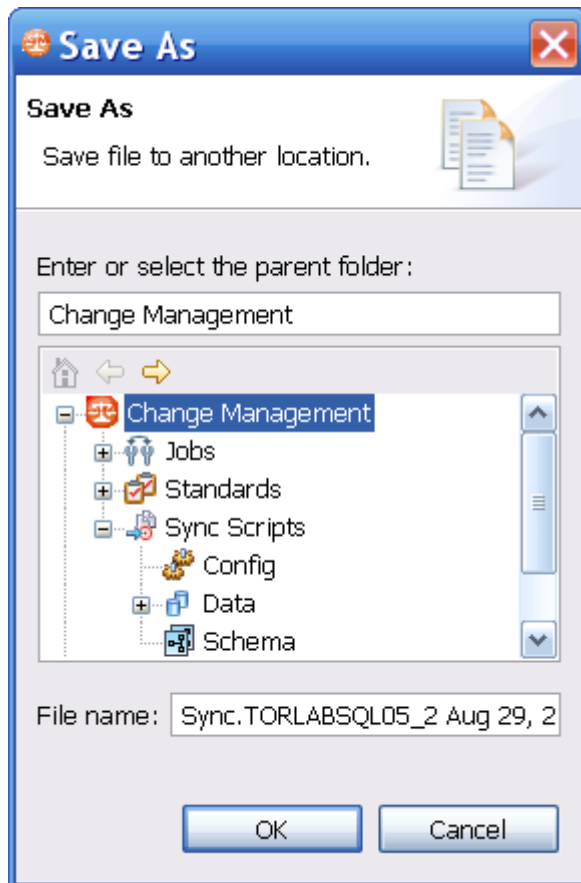 Save As
Save As
Save file to another location.
Enter or select the parent folder:
Change Management
Change Management
Jobs
Standards
Sync Scripts
Config
Data
Schema
File name: Sync.TORLABSQL05_2 Aug 29, 2
OK Cancel